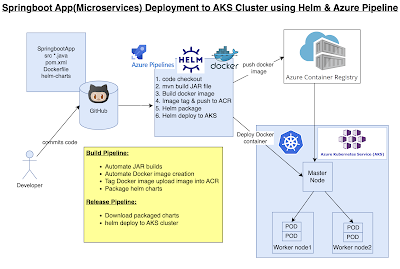 Springboot App(Microservices) Deployment to AKS Cluster using Helm & Azure Pipeline
SpringbootApp
src *.java
pom.xml
Dockerfile
helm-charts
GitHub
commits code
Developer
Azure Pipelines
HELM
docker
1. code checkout
2. mvn build JAR file
3. Build docker image
4. Image tag & push to ACR
5. Helm package
6. Helm deploy to AKS
push docker
image
Azure Container Registry
Deploy Docker
container
Azure Kubernetes Service (AKS)
Master
Node
POD
POD
Worker node1
POD
POD
Worker node2
Build Pipeline:
• Automate JAR builds
• Automate Docker image creation
• Tag Docker image upload image into ACR
• Package helm charts
Release Pipeline:
• Download packaged charts
• helm deploy to AKS cluster